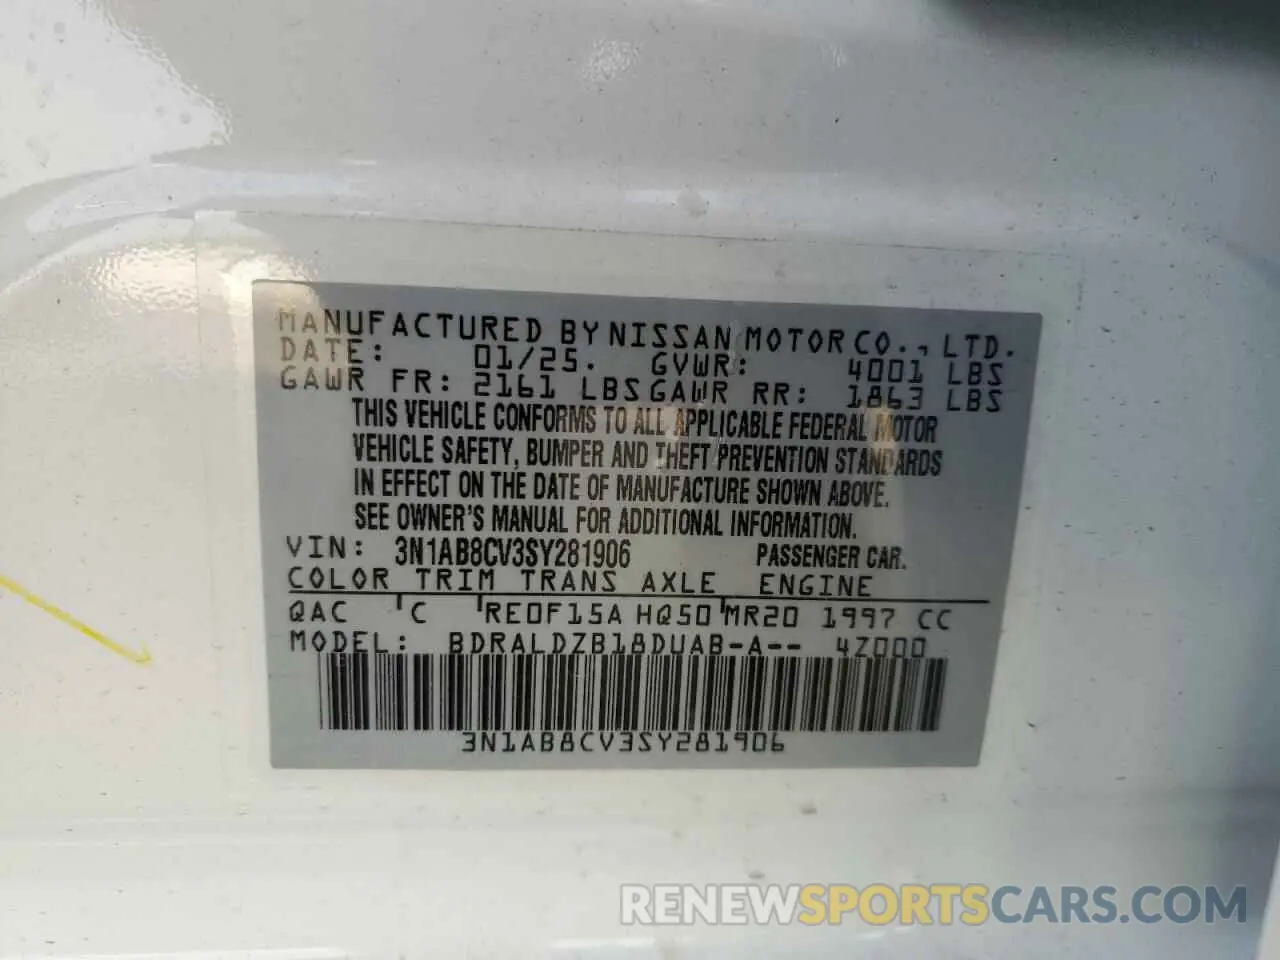 MANUFACTURED BY NISSAN MOTOR CO., LTD.
DATE: 01/25. GVWR: 4001 LBS
GAWR FR: 2161 LBS GAWR RR: 1863 LBS
THIS VEHICLE CONFORMS TO ALL APPLICABLE FEDERAL MOTOR
VEHICLE SAFETY, BUMPER AND THEFT PREVENTION STANDARDS
IN EFFECT ON THE DATE OF MANUFACTURE SHOWN ABOVE.
SEE OWNER'S MANUAL FOR ADDITIONAL INFORMATION.
VIN: 3N1AB8CV3SY281906 PASSENGER CAR.
COLOR TRIM TRANS AXLE ENGINE
QAC C RE0F15A HQ50 MR20 1997 CC
MODEL: BDRALDZB18DUAB-A-- 4Z000
3N1AB8CV3SY281906
RENEWSPORTSCARS.COM